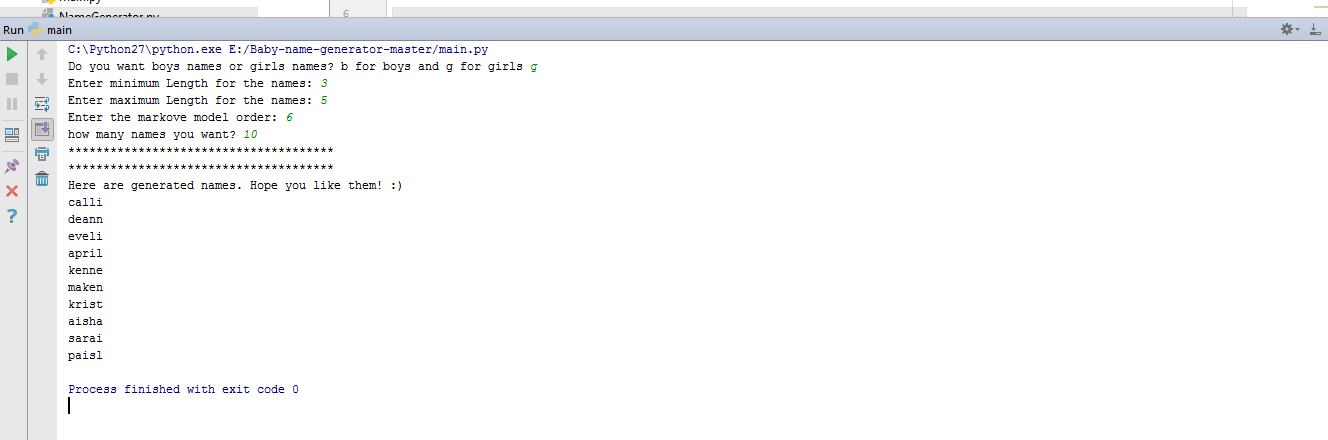 main.py
NameGenerator.py
6
Run main
C:\Python27\python.exe E:/Baby-name-generator-master/main.py
Do you want boys names or girls names? b for boys and g for girls g
Enter minimum Length for the names: 3
Enter maximum Length for the names: 5
Enter the markove model order: 6
how many names you want? 10
**************************************
**************************************
Here are generated names. Hope you like them! :)
calli
deann
eveli
april
kenne
maken
krist
aisha
sarai
paisl
Process finished with exit code 0